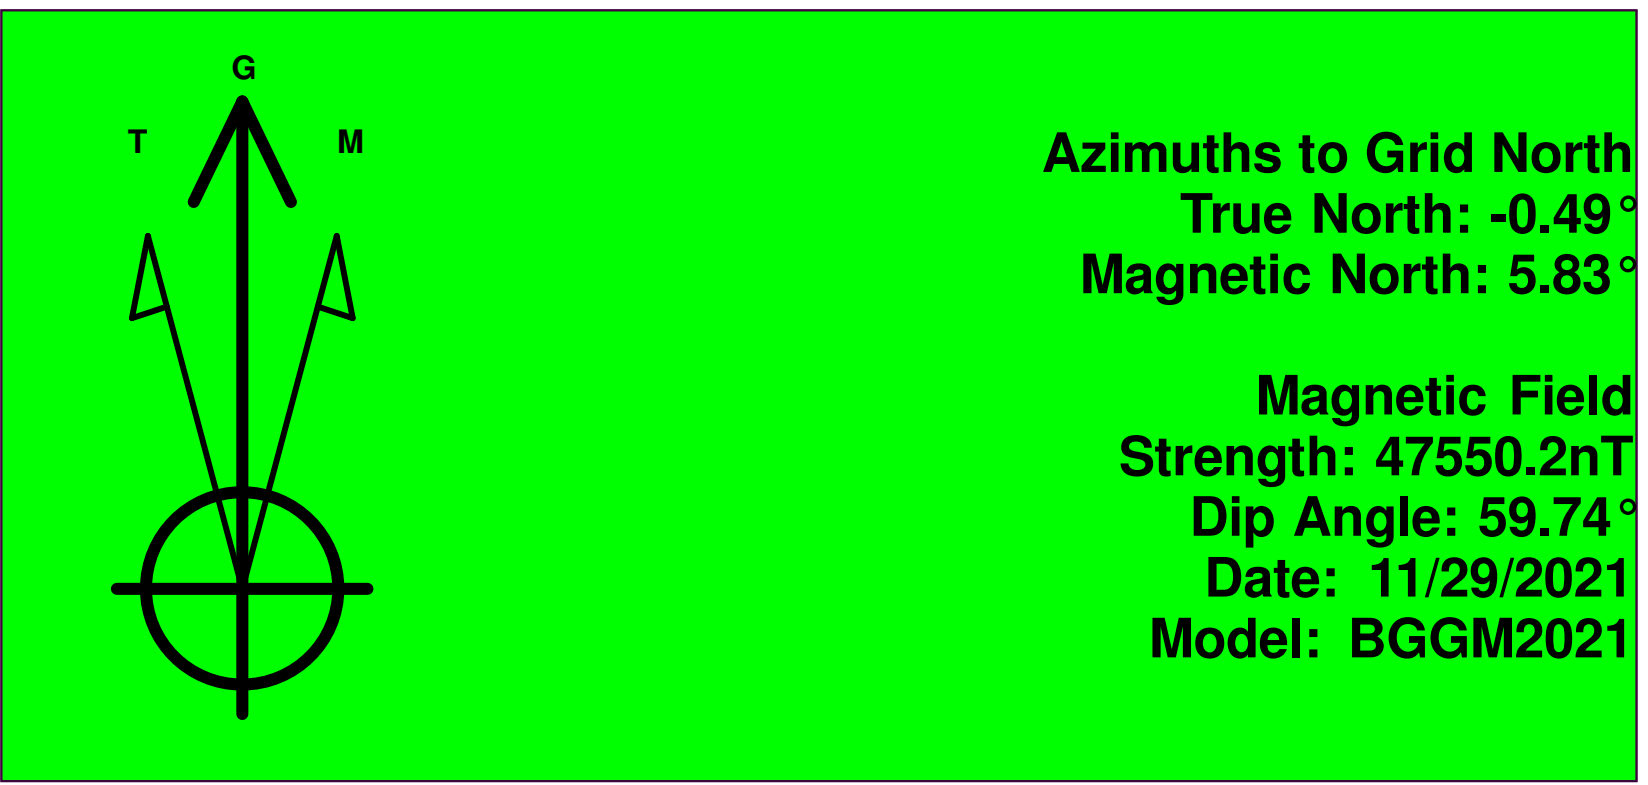 G
T M
Azimuths to Grid North
True North: -0.49°
Magnetic North: 5.83°
Magnetic Field
Strength: 47550.2nT
Dip Angle: 59.74°
Date: 11/29/2021
Model: BGGM2021